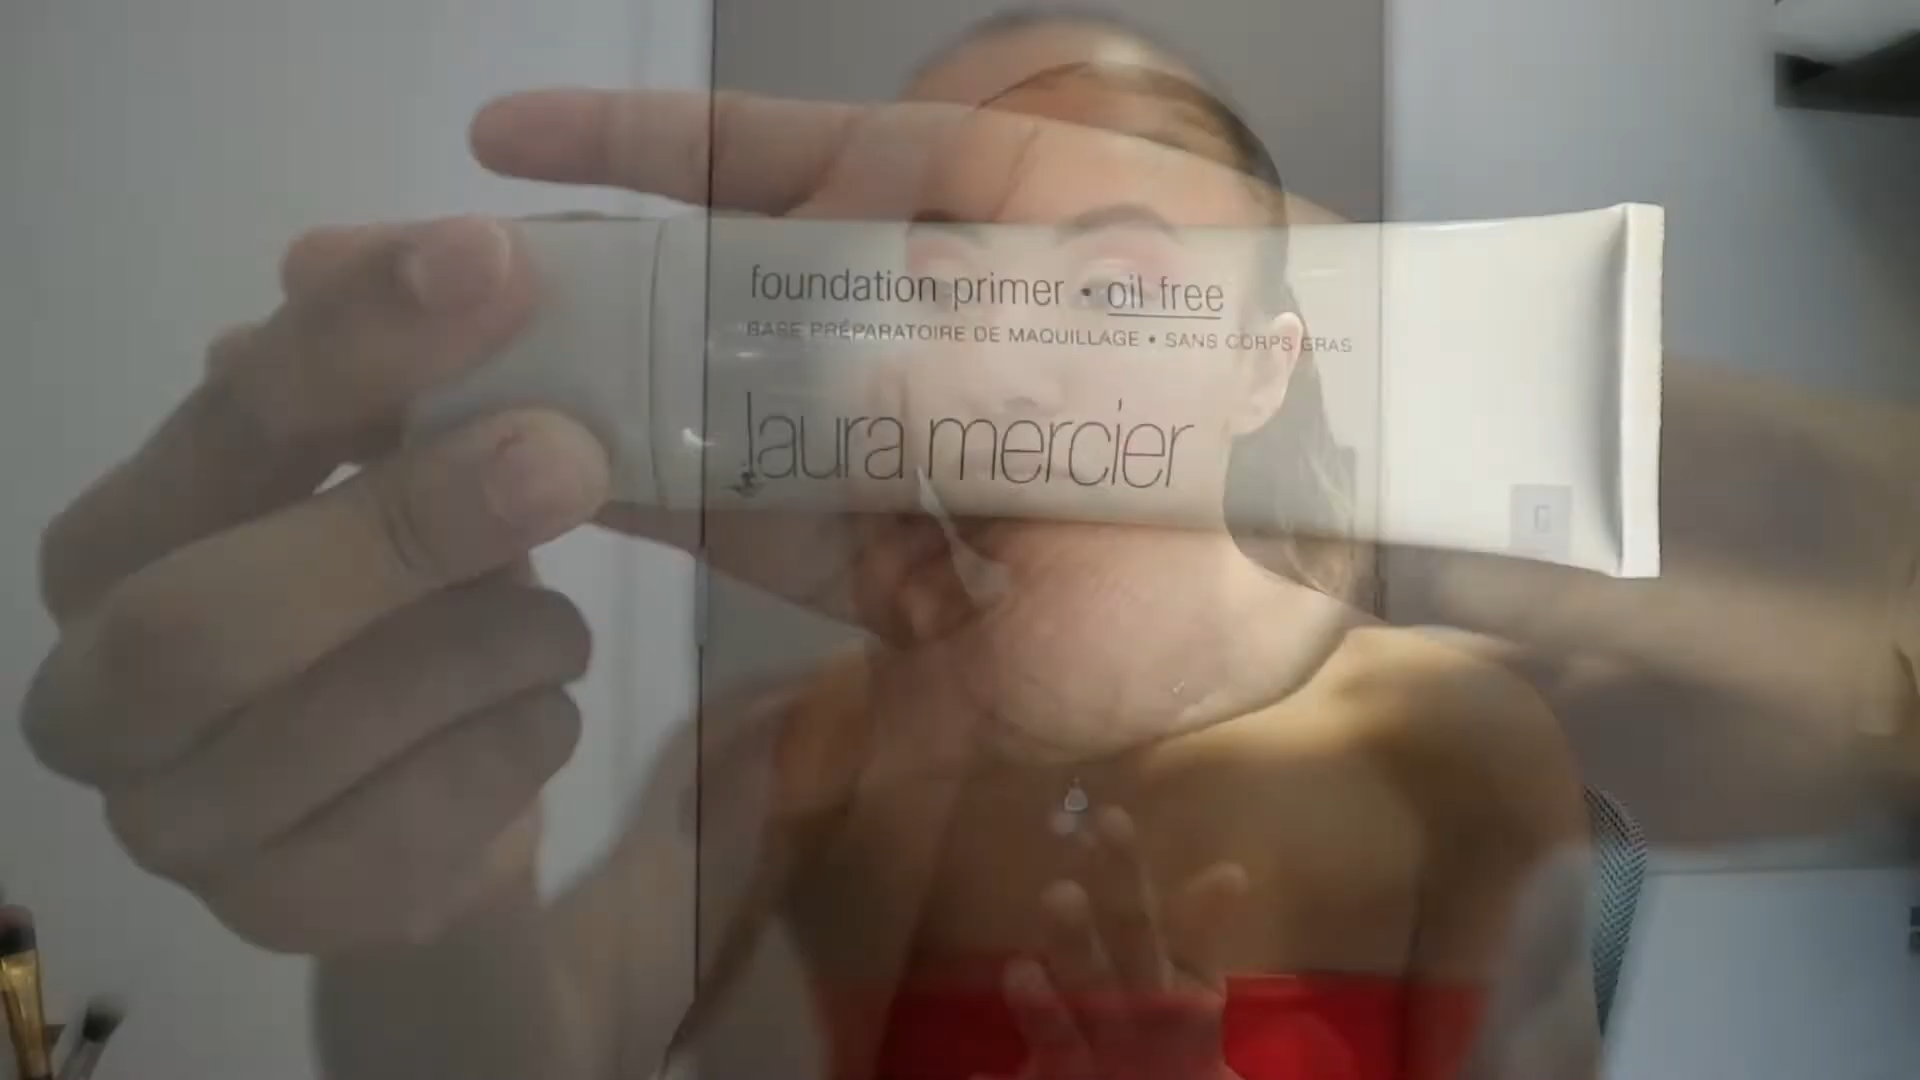 foundation primer • oil free
BASE PRÉPARATOIRE DE MAQUILLAGE • SANS CORPS GRAS
laura mercier